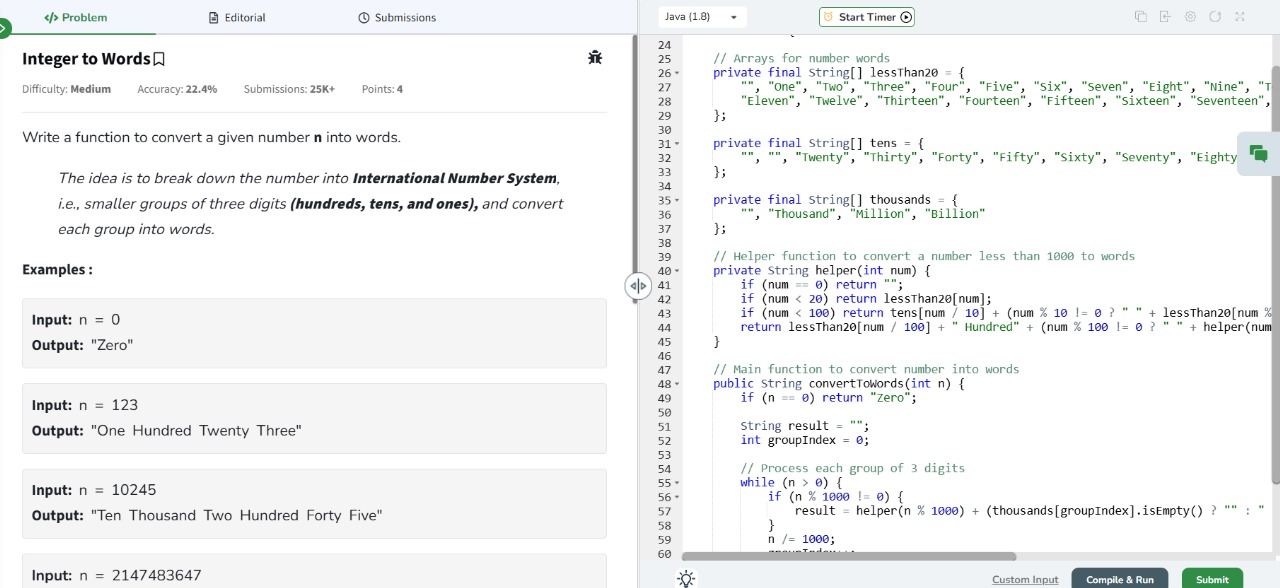 </> Problem
Editorial
Submissions
Integer to Words
Difficulty: Medium Accuracy: 22.4% Submissions: 25K+ Points: 4
Write a function to convert a given number n into words.
The idea is to break down the number into International Number System,
i.e., smaller groups of three digits (hundreds, tens, and ones), and convert
each group into words.
Examples :
Input: n = 0
Output: "Zero"
Input: n = 123
Output: "One Hundred Twenty Three"
Input: n = 10245
Output: "Ten Thousand Two Hundred Forty Five"
Input: n = 2147483647
Java (1.8)
Start Timer
24
25 // Arrays for number words
26 private final String[] lessThan20 = {
27 "", "One", "Two", "Three", "Four", "Five", "Six", "Seven", "Eight", "Nine", "T
28 "Eleven", "Twelve", "Thirteen", "Fourteen", "Fifteen", "Sixteen", "Seventeen",
29 };
30
31 private final String[] tens = {
32 "", "", "Twenty", "Thirty", "Forty", "Fifty", "Sixty", "Seventy", "Eighty
33 };
34
35 private final String[] thousands = {
36 "", "Thousand", "Million", "Billion"
37 };
38
39 // Helper function to convert a number less than 1000 to words
40 private String helper(int num) {
41 if (num == 0) return "";
42 if (num < 20) return lessThan20[num];
43 if (num < 100) return tens[num / 10] + (num % 10 != 0 ? " " + lessThan20[num %
44 return lessThan20[num / 100] + " Hundred" + (num % 100 != 0 ? " " + helper(num
45 }
46
47 // Main function to convert number into words
48 public String convertToWords(int n) {
49 if (n == 0) return "Zero";
50
51 String result = "";
52 int groupIndex = 0;
53
54 // Process each group of 3 digits
55 while (n > 0) {
56 if (n % 1000 != 0) {
57 result = helper(n % 1000) + (thousands[groupIndex].isEmpty() ? "" : "
58 }
59 n /= 1000;
60
Custom Input
Compile & Run
Submit